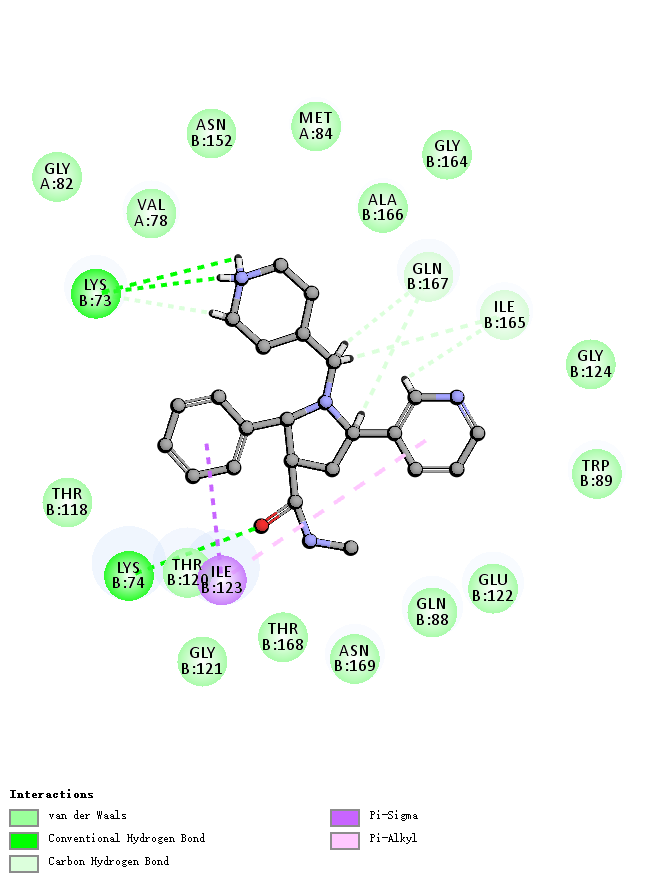 MET
A:84
ASN
B:152
GLY
B:164
GLY
A:82
ALA
B:166
VAL
A:78
GLN
B:167
LYS
B:73
ILE
B:165
GLY
B:124
TRP
B:89
THR
B:118
LYS
B:74
THR
B:120
ILE
B:123
GLU
B:122
GLN
B:88
THR
B:168
GLY
B:121
ASN
B:169
Interactions
van der Waals
Conventional Hydrogen Bond
Carbon Hydrogen Bond
Pi-Sigma
Pi-Alkyl